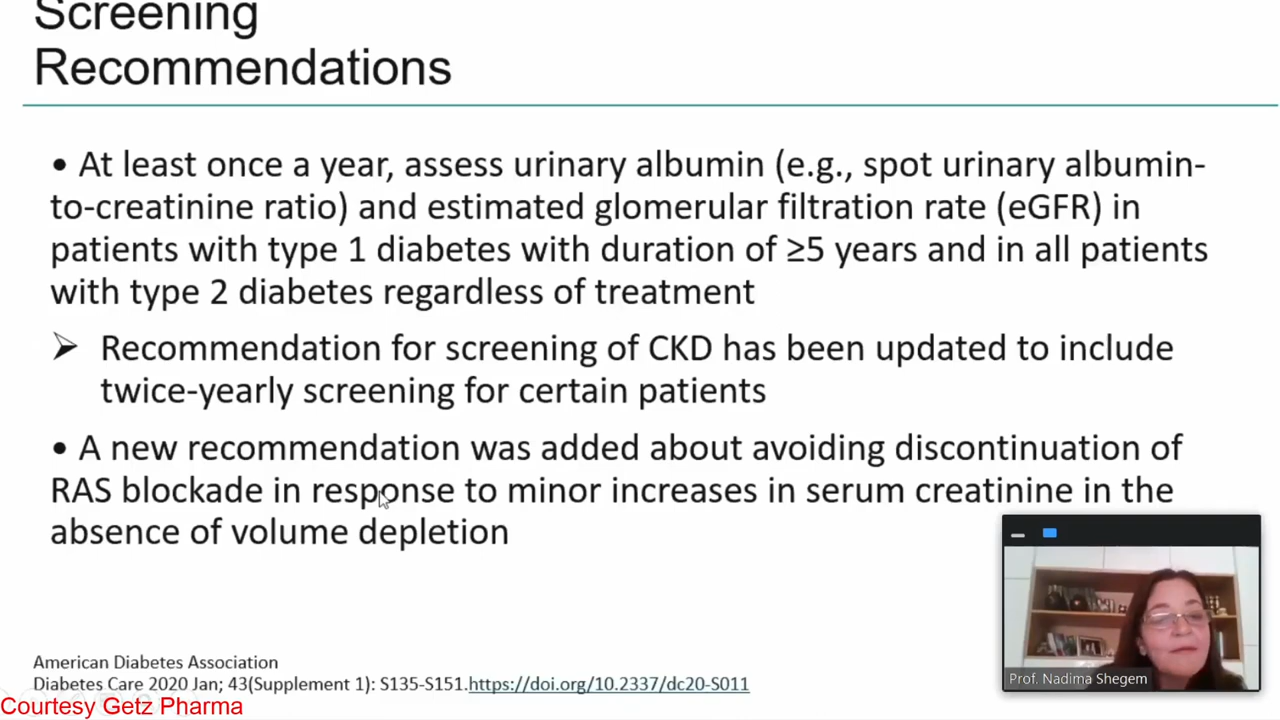 Screening
Recommendations
• At least once a year, assess urinary albumin (e.g., spot urinary albumin-
to-creatinine ratio) and estimated glomerular filtration rate (eGFR) in
patients with type 1 diabetes with duration of ≥5 years and in all patients
with type 2 diabetes regardless of treatment
➢ Recommendation for screening of CKD has been updated to include
twice-yearly screening for certain patients
• A new recommendation was added about avoiding discontinuation of
RAS blockade in response to minor increases in serum creatinine in the
absence of volume depletion
American Diabetes Association
Diabetes Care 2020 Jan; 43(Supplement 1): S135-S151.https://doi.org/10.2337/dc20-S011
Courtesy Getz Pharma
Prof. Nadima Shegem